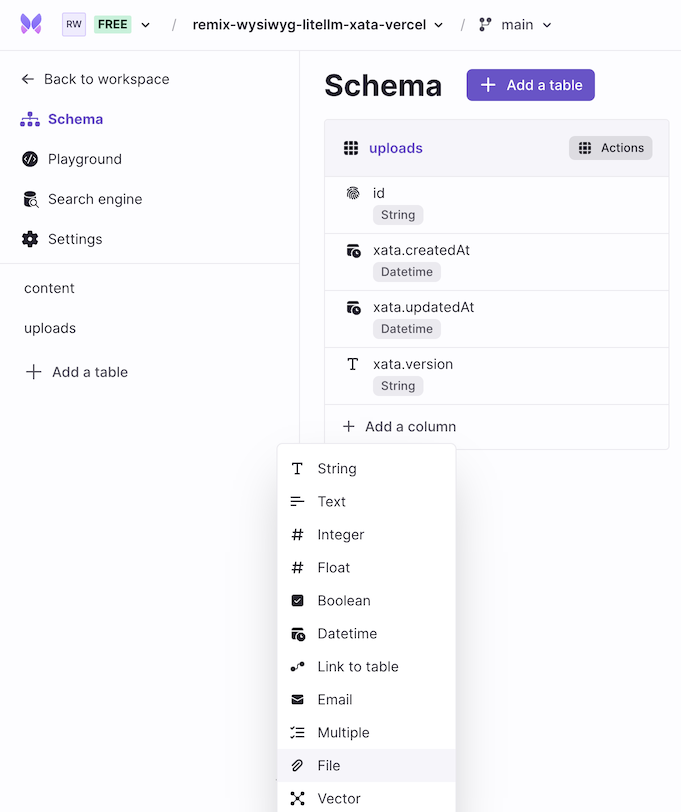 RW FREE / remix-wysiwyg-litellm-xata-vercel / main
Back to workspace
Schema
Playground
Search engine
Settings
content
uploads
Add a table
Schema
Add a table
uploads Actions
id
String
xata.createdAt
Datetime
xata.updatedAt
Datetime
xata.version
String
Add a column
String
Text
Integer
Float
Boolean
Datetime
Link to table
Email
Multiple
File
Vector